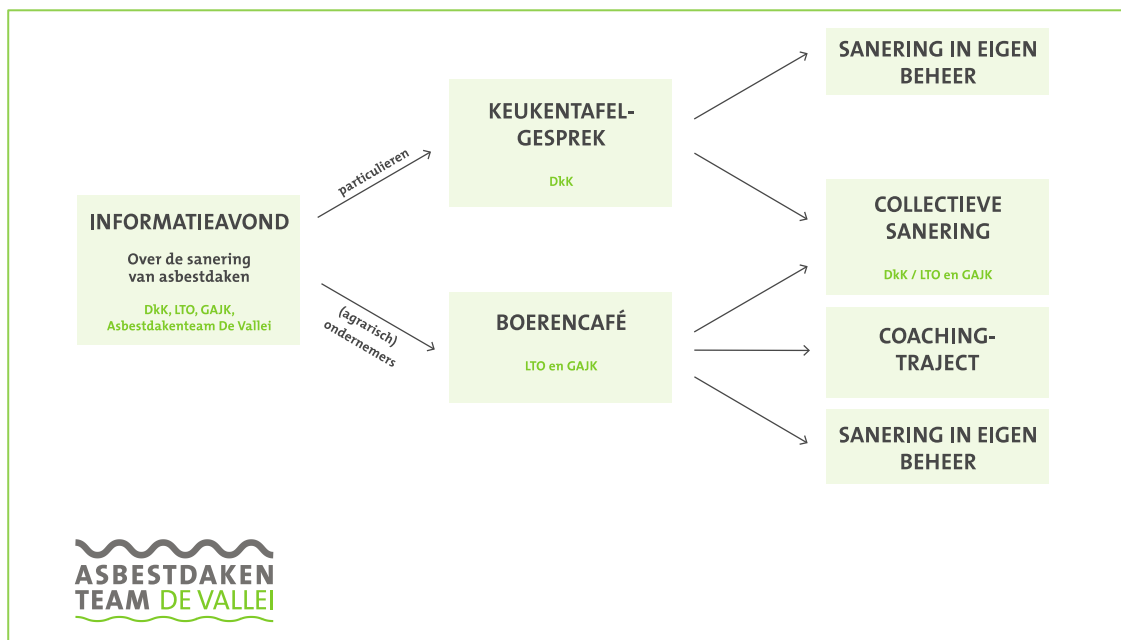 INFORMATIEAVOND
Over de sanering
van asbestdaken
DkK, LTO, GAJK,
Asbestdakenteam De Vallei
particulieren
(agrarisch)
ondernemers
KEUKENTAFEL-
GESPREK
DkK
BOERENCAFÉ
LTO en GAJK
SANERING IN EIGEN
BEHEER
COLLECTIEVE
SANERING
DkK / LTO en GAJK
COACHING-
TRAJECT
SANERING IN EIGEN
BEHEER
ASBESTDAKEN
TEAM DE VALLEI